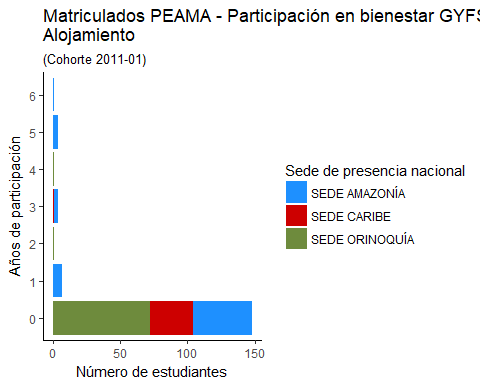 Matriculados PEAMA - Participación en bienestar GYFS
Alojamiento
(Cohorte 2011-01)
Años de participación
6
5
4
3
2
1
0
0
50
100
150
Número de estudiantes
Sede de presencia nacional
SEDE AMAZONÍA
SEDE CARIBE
SEDE ORINOQUÍA